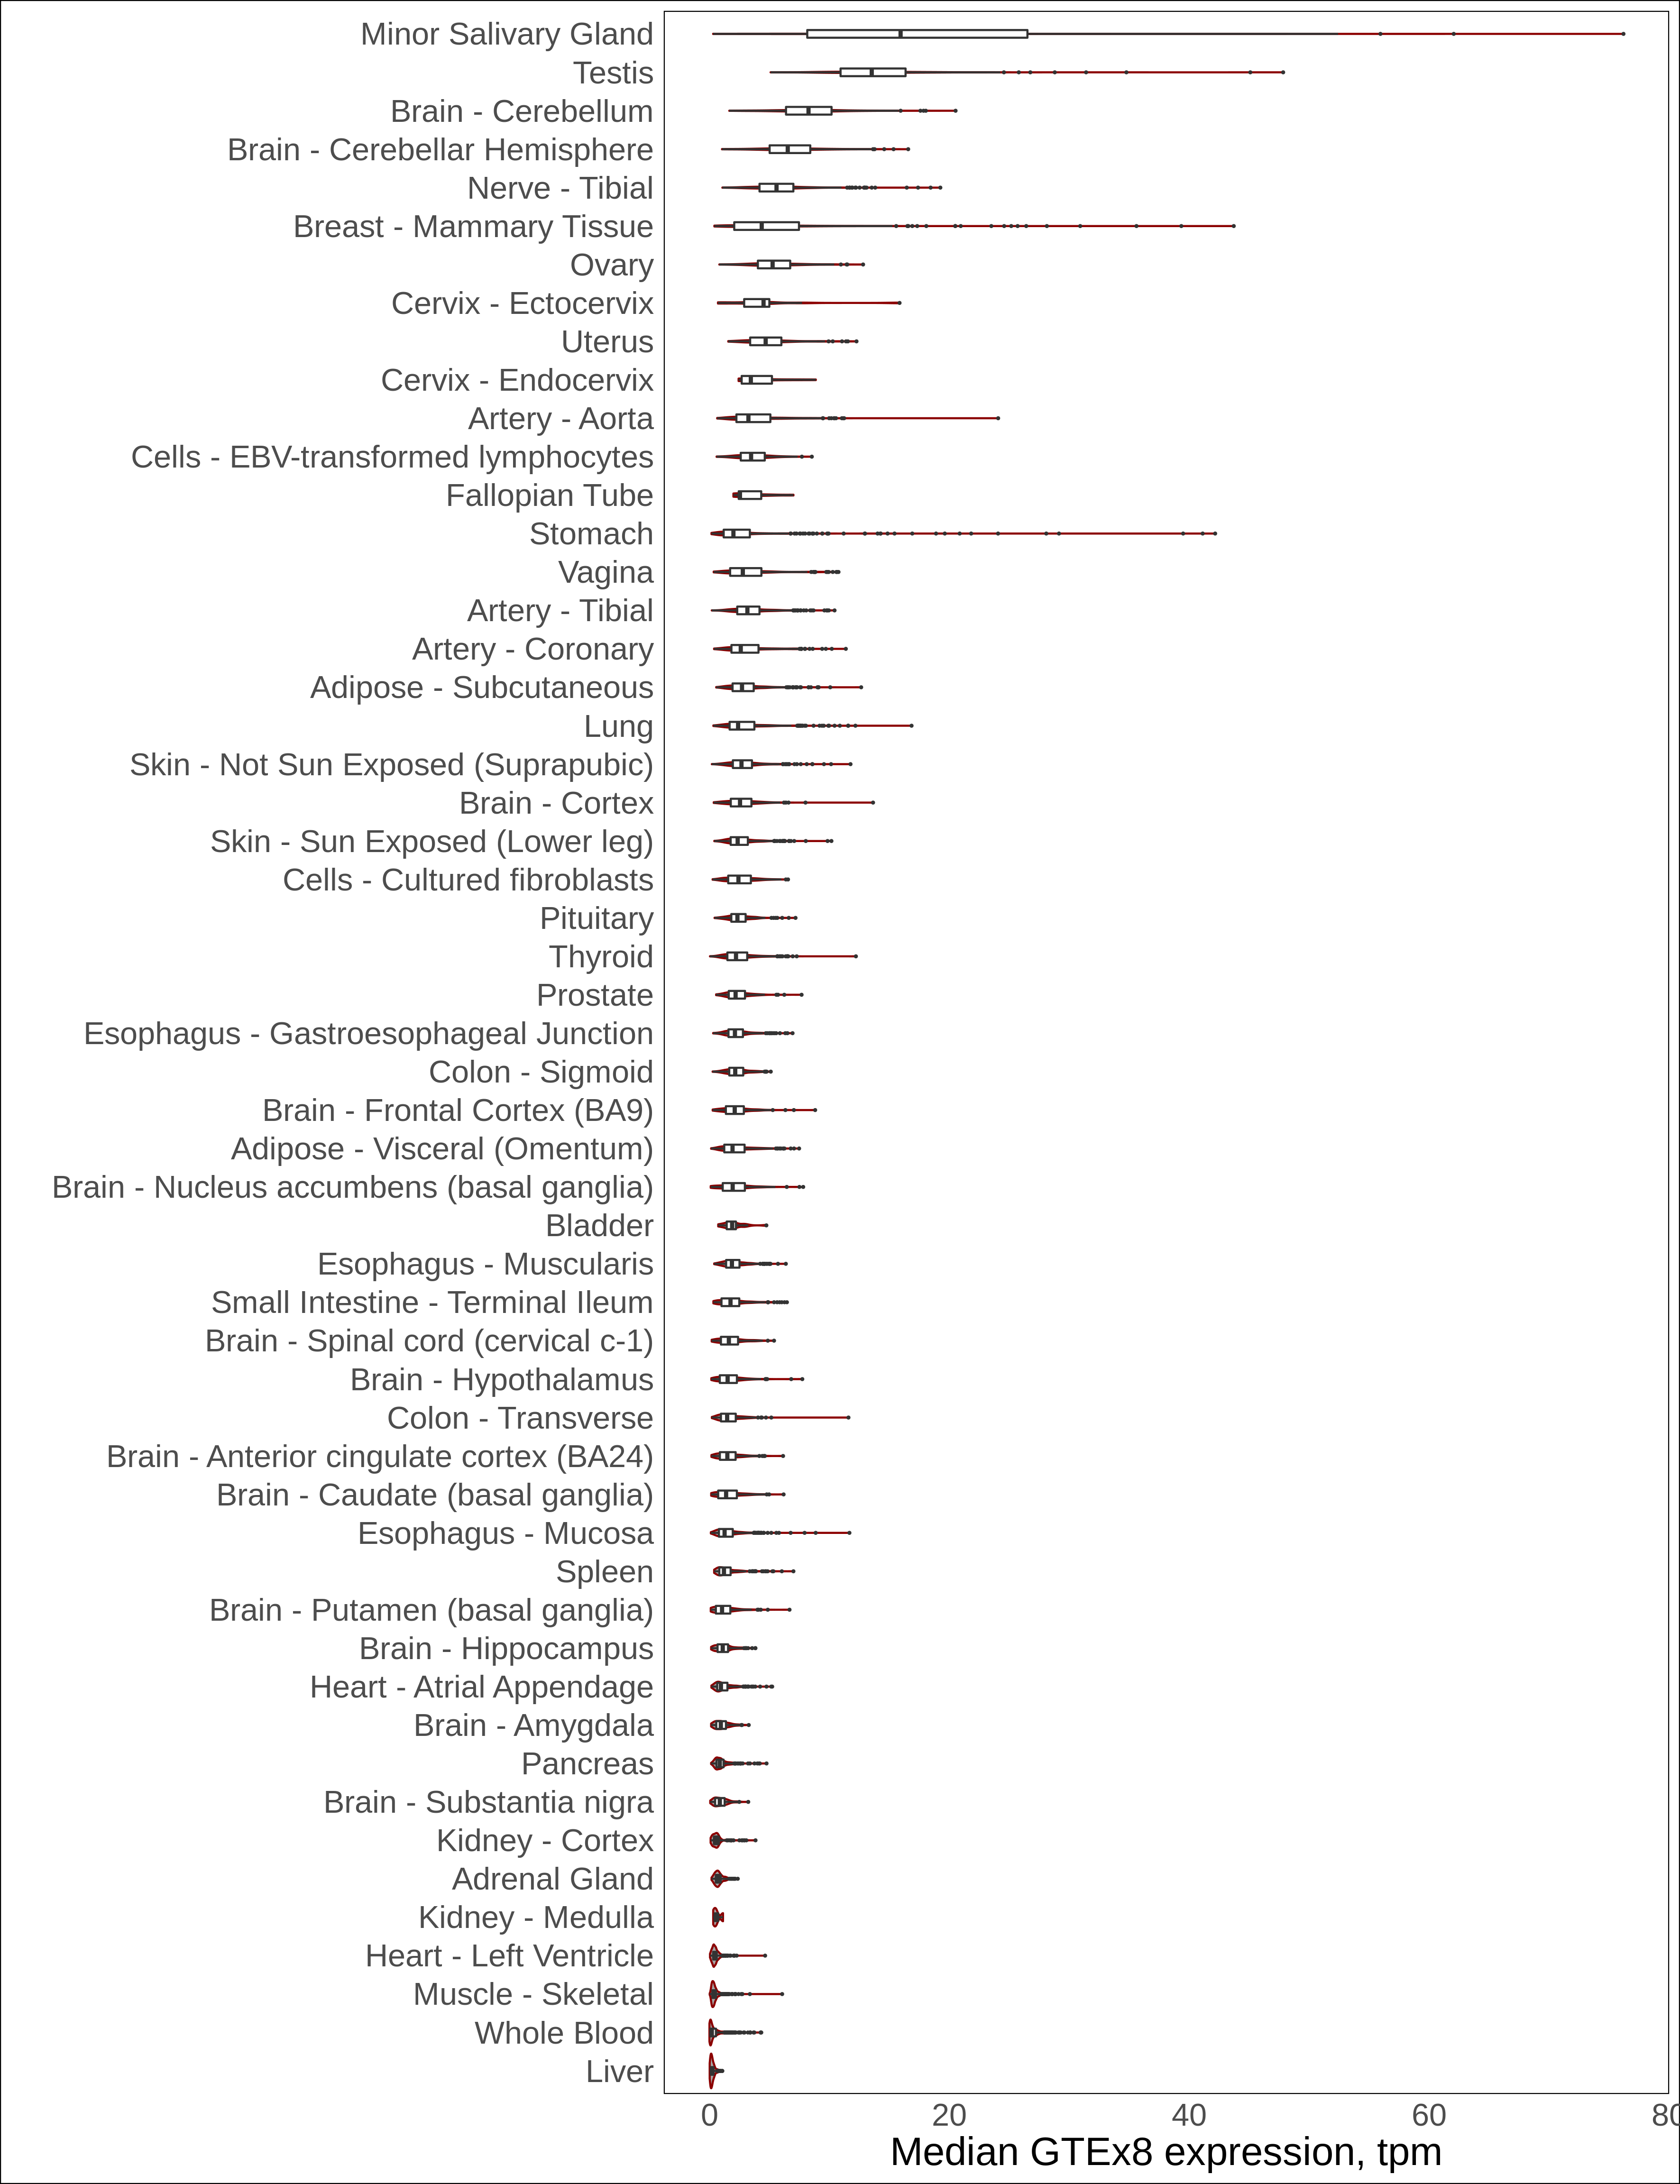 Minor Salivary Gland
Testis
Brain - Cerebellum
Brain - Cerebellar Hemisphere
Nerve - Tibial
Breast - Mammary Tissue
Ovary
Cervix - Ectocervix
Uterus
Cervix - Endocervix
Artery - Aorta
Cells - EBV-transformed lymphocytes
Fallopian Tube
Stomach
Vagina
Artery - Tibial
Artery - Coronary
Adipose - Subcutaneous
Lung
Skin - Not Sun Exposed (Suprapubic)
Brain - Cortex
Skin - Sun Exposed (Lower leg)
Cells - Cultured fibroblasts
Pituitary
Thyroid
Prostate
Esophagus - Gastroesophageal Junction
Colon - Sigmoid
Brain - Frontal Cortex (BA9)
Adipose - Visceral (Omentum)
Brain - Nucleus accumbens (basal ganglia)
Bladder
Esophagus - Muscularis
Small Intestine - Terminal Ileum
Brain - Spinal cord (cervical c-1)
Brain - Hypothalamus
Colon - Transverse
Brain - Anterior cingulate cortex (BA24)
Brain - Caudate (basal ganglia)
Esophagus - Mucosa
Spleen
Brain - Putamen (basal ganglia)
Brain - Hippocampus
Heart - Atrial Appendage
Brain - Amygdala
Pancreas
Brain - Substantia nigra
Kidney - Cortex
Adrenal Gland
Kidney - Medulla
Heart - Left Ventricle
Muscle - Skeletal
Whole Blood
Liver
0 20 40 60 80
Median GTEx8 expression, tpm